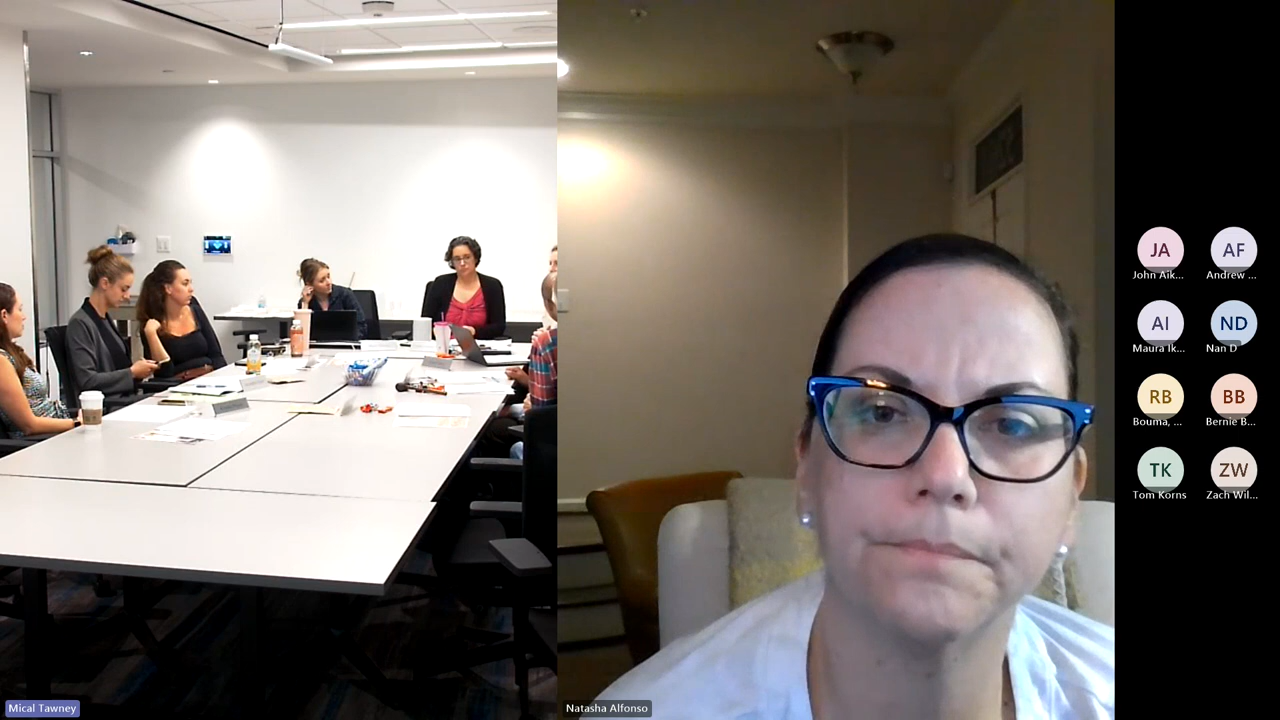 JA
AF
John Aik...
Andrew ...
AI
ND
Maura Ik...
Nan D
RB
BB
Bouma, ...
Bernie B...
TK
ZW
Tom Korns
Zach Wil...
Mical Tawney
Natasha Alfonso